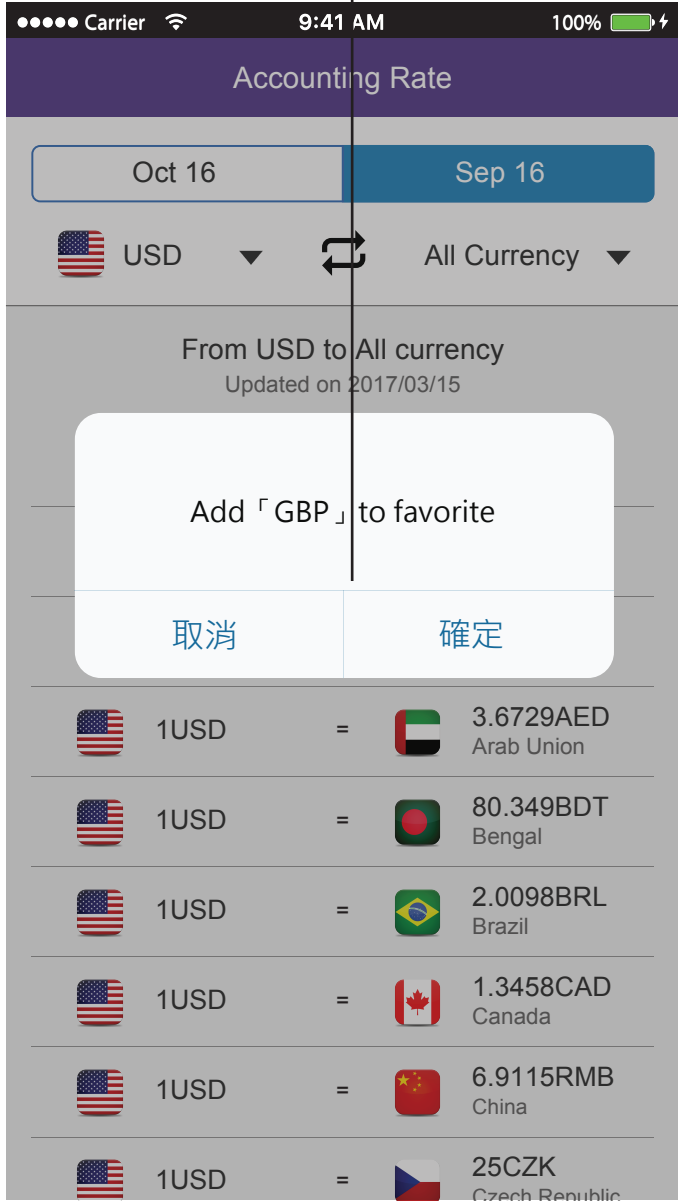 Carrier 9:41 AM 100%
Accounting Rate
Oct 16 Sep 16
USD All Currency
From USD to All currency
Updated on 2017/03/15
Add「GBP」to favorite
取消 確定
1USD = 3.6729AED
Arab Union
1USD = 80.349BDT
Bengal
1USD = 2.0098BRL
Brazil
1USD = 1.3458CAD
Canada
1USD = 6.9115RMB
China
1USD = 25CZK
Czech Republic